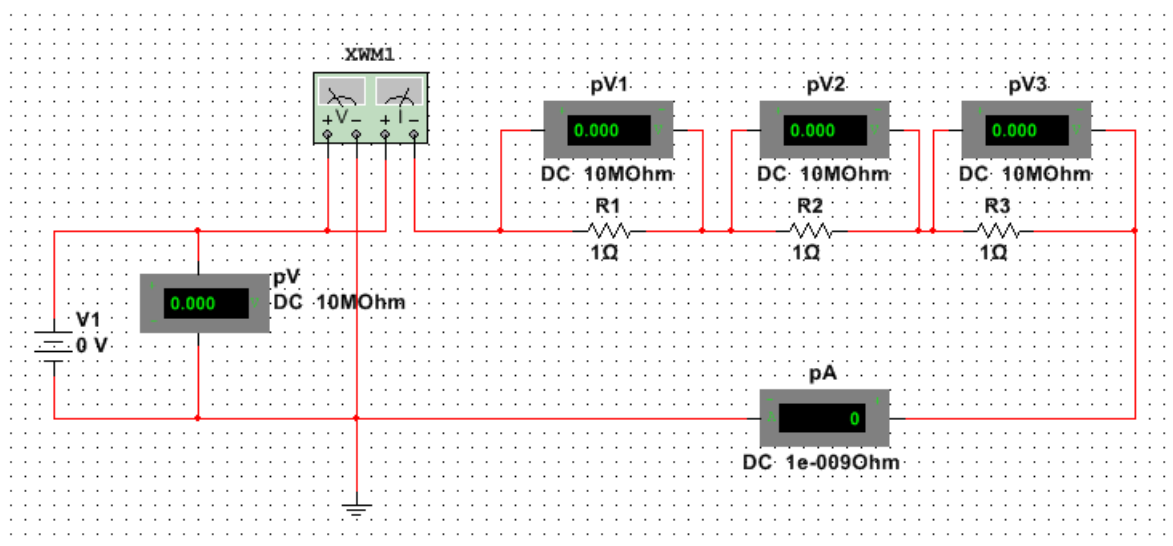 XWM1
V I
+ - + -
pV1
0.000 V
DC 10MOhm
pV2
0.000 V
DC 10MOhm
pV3
0.000 V
DC 10MOhm
R1
1Ω
R2
1Ω
R3
1Ω
pV
0.000 V
DC 10MOhm
V1
0 V
pA
A 0
DC 1e-009Ohm